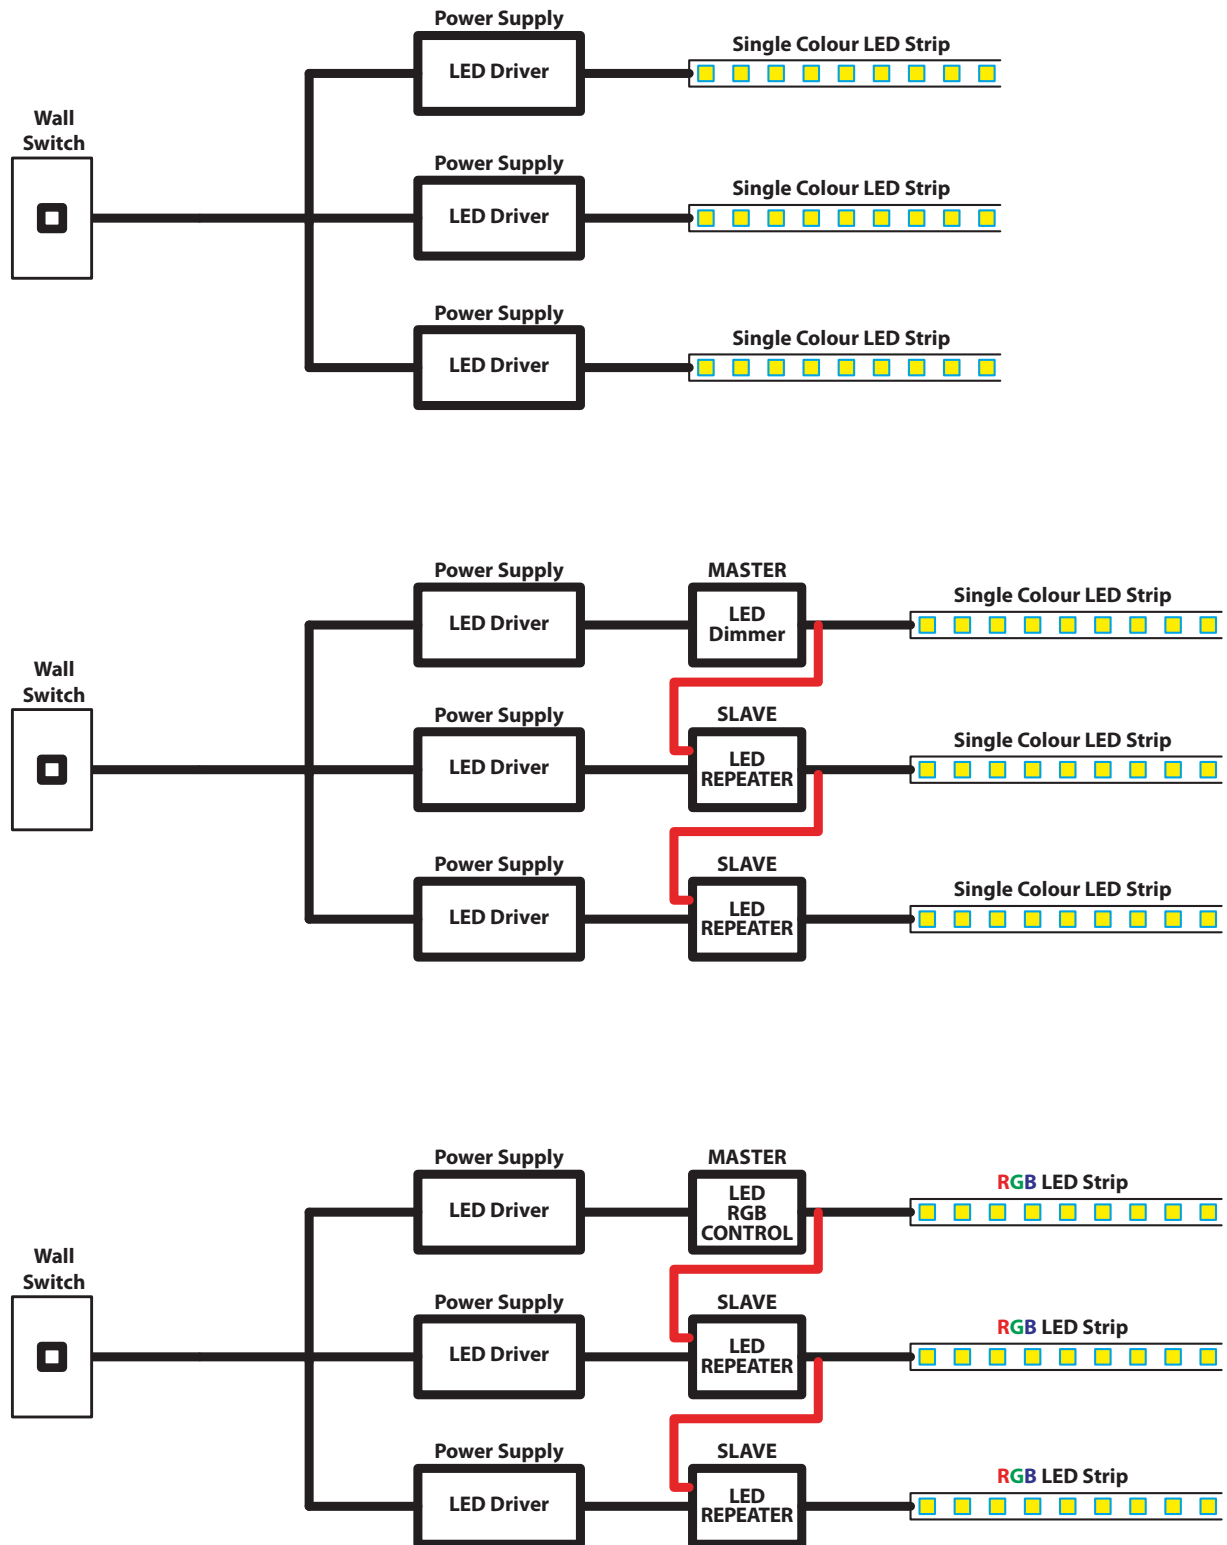 Power Supply
LED Driver
Single Colour LED Strip
Wall
Switch
Power Supply
LED Driver
Single Colour LED Strip
Power Supply
LED Driver
Single Colour LED Strip
Power Supply
LED Driver
MASTER
LED
Dimmer
Single Colour LED Strip
Wall
Switch
Power Supply
LED Driver
SLAVE
LED
REPEATER
Single Colour LED Strip
Power Supply
LED Driver
SLAVE
LED
REPEATER
Single Colour LED Strip
Power Supply
LED Driver
MASTER
LED
RGB
CONTROL
RGB LED Strip
Wall
Switch
Power Supply
LED Driver
SLAVE
LED
REPEATER
RGB LED Strip
Power Supply
LED Driver
SLAVE
LED
REPEATER
RGB LED Strip